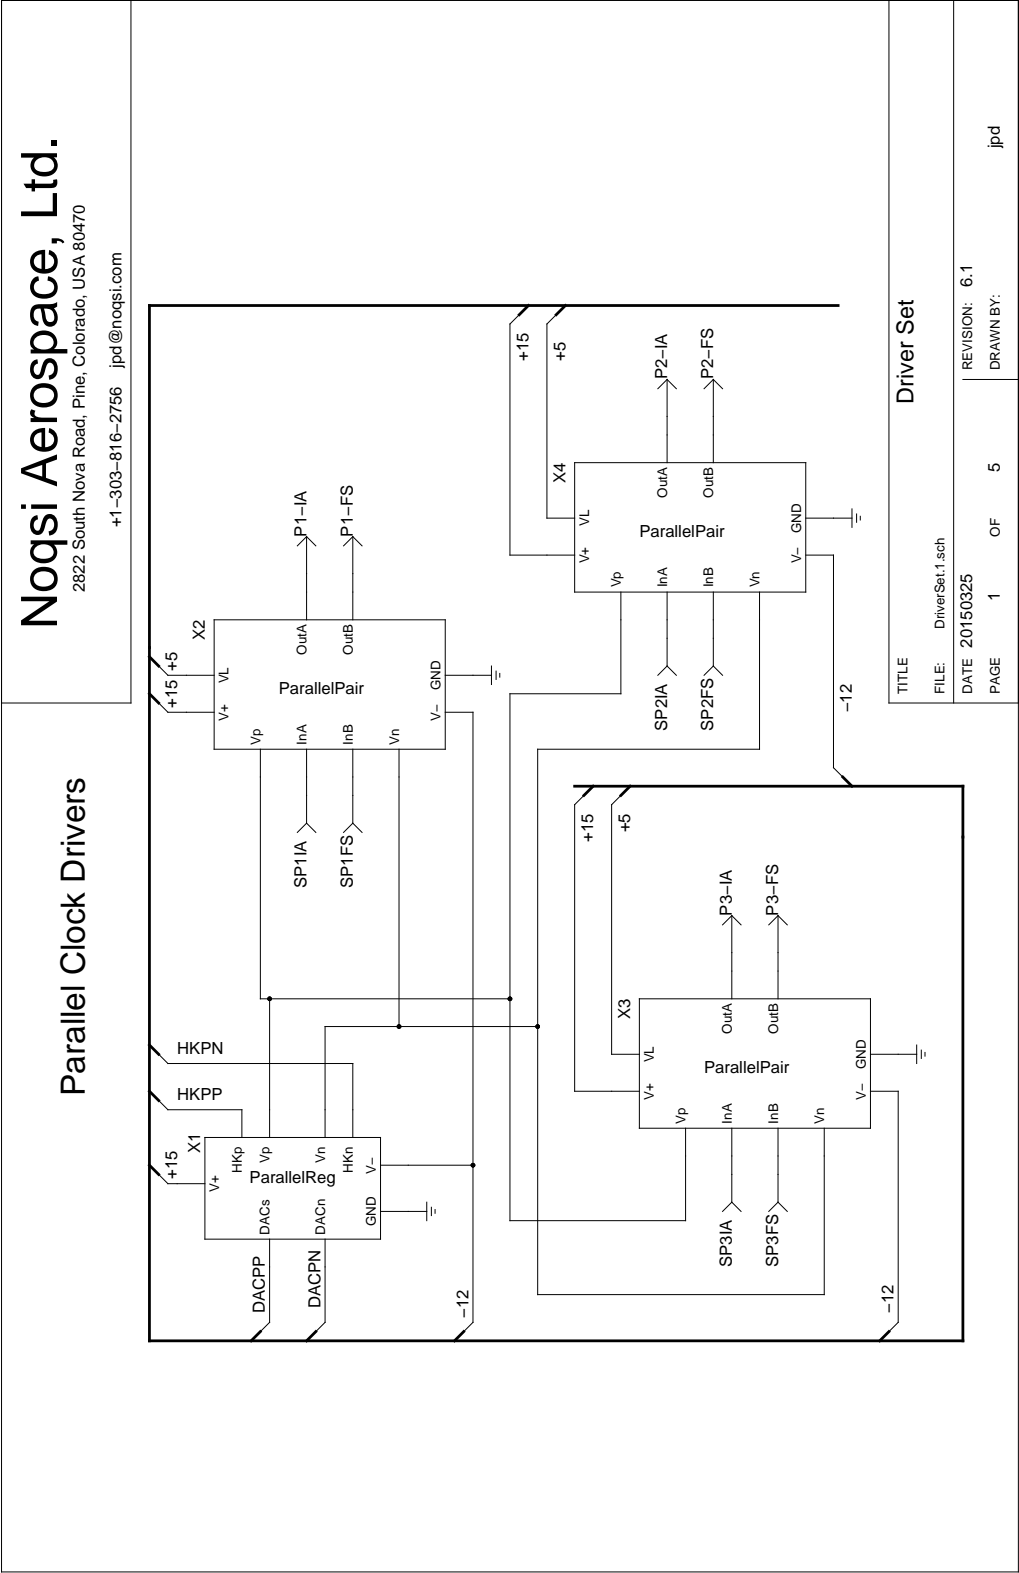 Noqsi Aerospace, Ltd.
2822 South Nova Road, Pine, Colorado, USA 80470
+1−303−816−2756 jpd@noqsi.com
Parallel Clock Drivers
+15
HKPP
HKPN
X1
V+
HKp
Vp
Vn
HKn
V−
GND
DACs
DACn
ParallelReg
DACPP
DACPN
−12
+15
+5
X2
V+
VL
Vp
InA
InB
Vn
OutA
OutB
V−
GND
ParallelPair
SP1IA
SP1FS
P1−IA
P1−FS
+15
+5
X4
V+
VL
Vp
InA
InB
Vn
OutA
OutB
V−
GND
ParallelPair
SP2IA
SP2FS
P2−IA
P2−FS
−12
+15
+5
X3
V+
VL
Vp
InA
InB
Vn
OutA
OutB
V−
GND
ParallelPair
SP3IA
SP3FS
P3−IA
P3−FS
−12
TITLE
Driver Set
FILE: DriverSet.1.sch
REVISION: 6.1
DATE 20150325
PAGE 1 OF 5
DRAWN BY: jpd